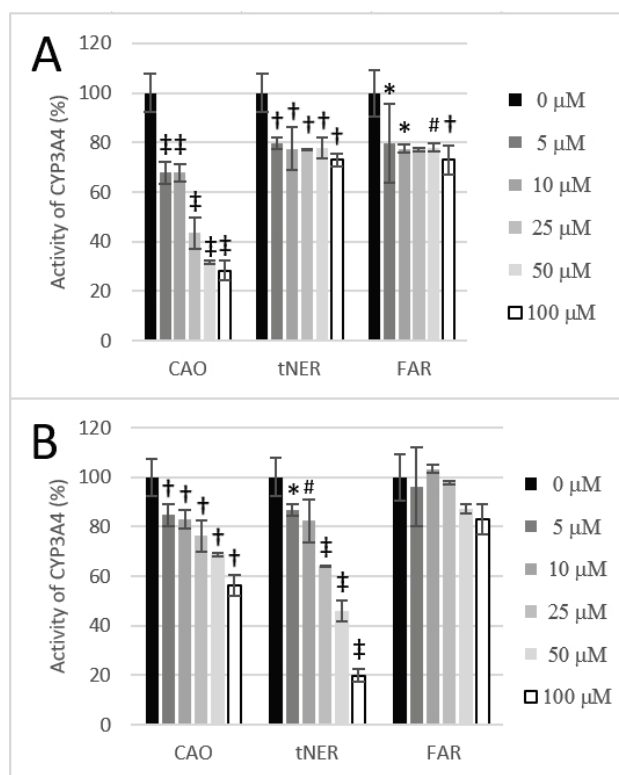 A
Activity of CYP3A4 (%)
120
100
80
60
40
20
0
‡‡
‡
‡‡
† † † † †
* * # †
CAO tNER FAR
0 μM
5 μM
10 μM
25 μM
50 μM
100 μM
B
Activity of CYP3A4 (%)
120
100
80
60
40
20
0
† † † † †
* # ‡ ‡ ‡
CAO tNER FAR
0 μM
5 μM
10 μM
25 μM
50 μM
100 μM